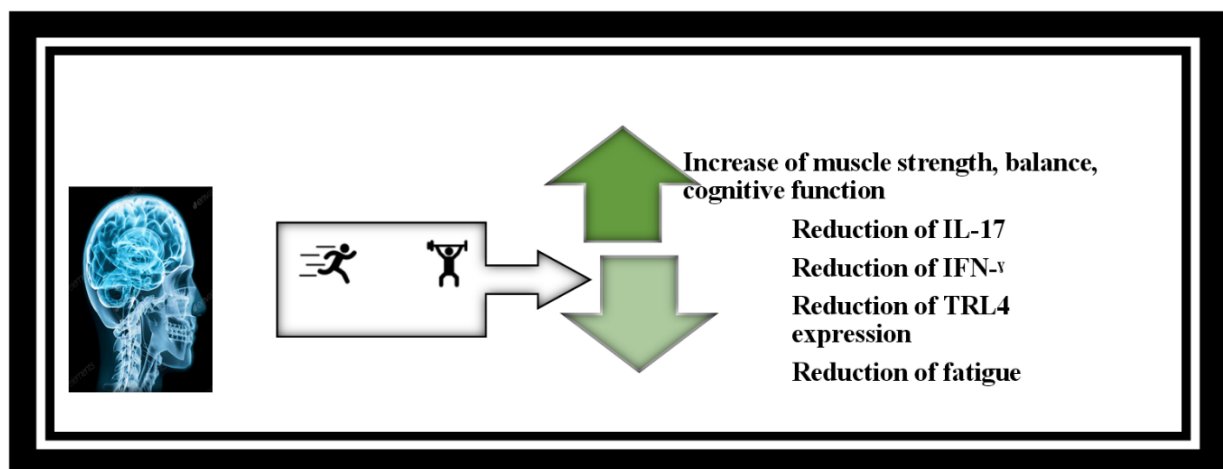 Increase of muscle strength, balance,
cognitive function
Reduction of IL-17
Reduction of IFN-ᵞ
Reduction of TRL4
expression
Reduction of fatigue